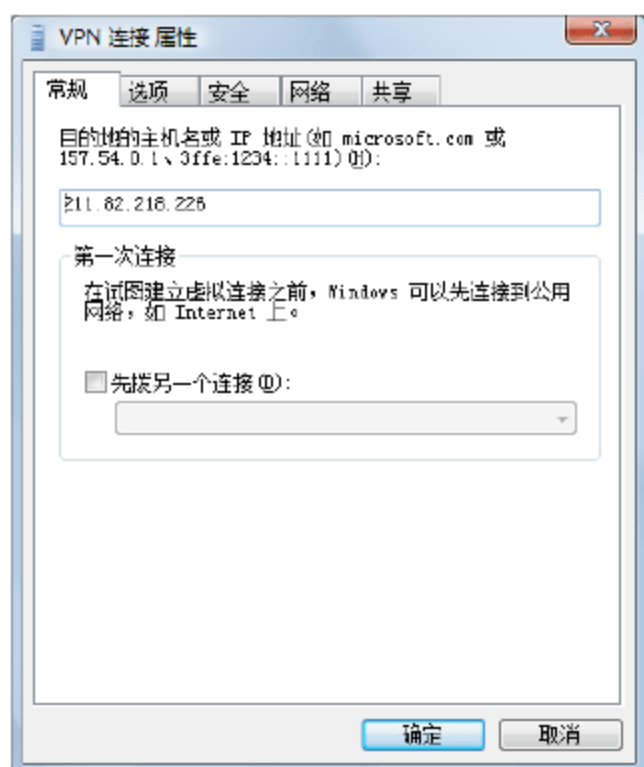 VPN 连接 属性
常规 选项 安全 网络 共享
目的地的主机名或 IP 地址(如 microsoft.com 或
157.54.0.1、3ffe:1234::1111)(H):
211.82.218.226
第一次连接
在试图建立虚拟连接之前，Windows 可以先连接到公用
网络，如 Internet 上。
先拨另一个连接(D):
确定 取消